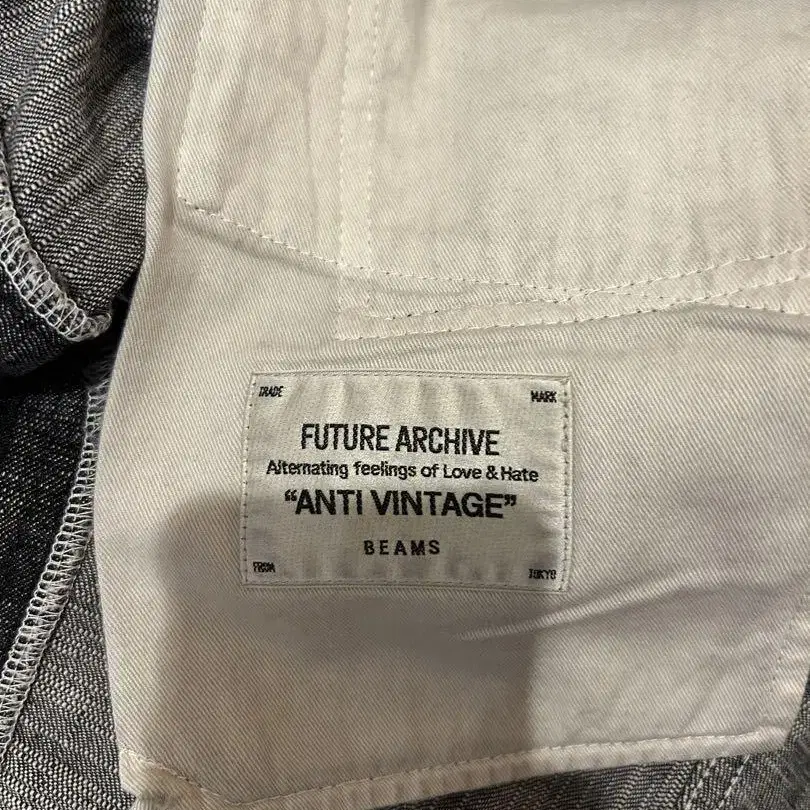 TRADE MARK
FUTURE ARCHIVE
Alternating feelings of Love & Hate
“ANTI VINTAGE”
BEAMS
FROM TOKYO